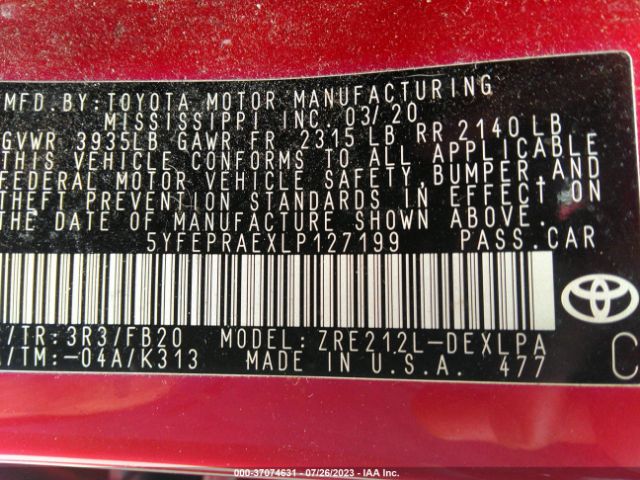 MFD. BY: TOYOTA MOTOR MANUFACTURING
MISSISSIPPI INC. 03/20
GVWR 3935LB GAWR FR 2315 LB RR 2140 LB
THIS VEHICLE CONFORMS TO ALL APPLICABLE
FEDERAL MOTOR VEHICLE SAFETY, BUMPER, AND
THEFT PREVENTION STANDARDS IN EFFECT ON
THE DATE OF MANUFACTURE SHOWN ABOVE.
5YFEPRAEXLP127199 PASS.CAR
/TR: 3R3/FB20 MODEL: ZRE212L-DEXLPA
A/TM: -04A/K313 MADE IN U.S.A. 477
C
000-37074631 - 07/26/2023 - IAA Inc.